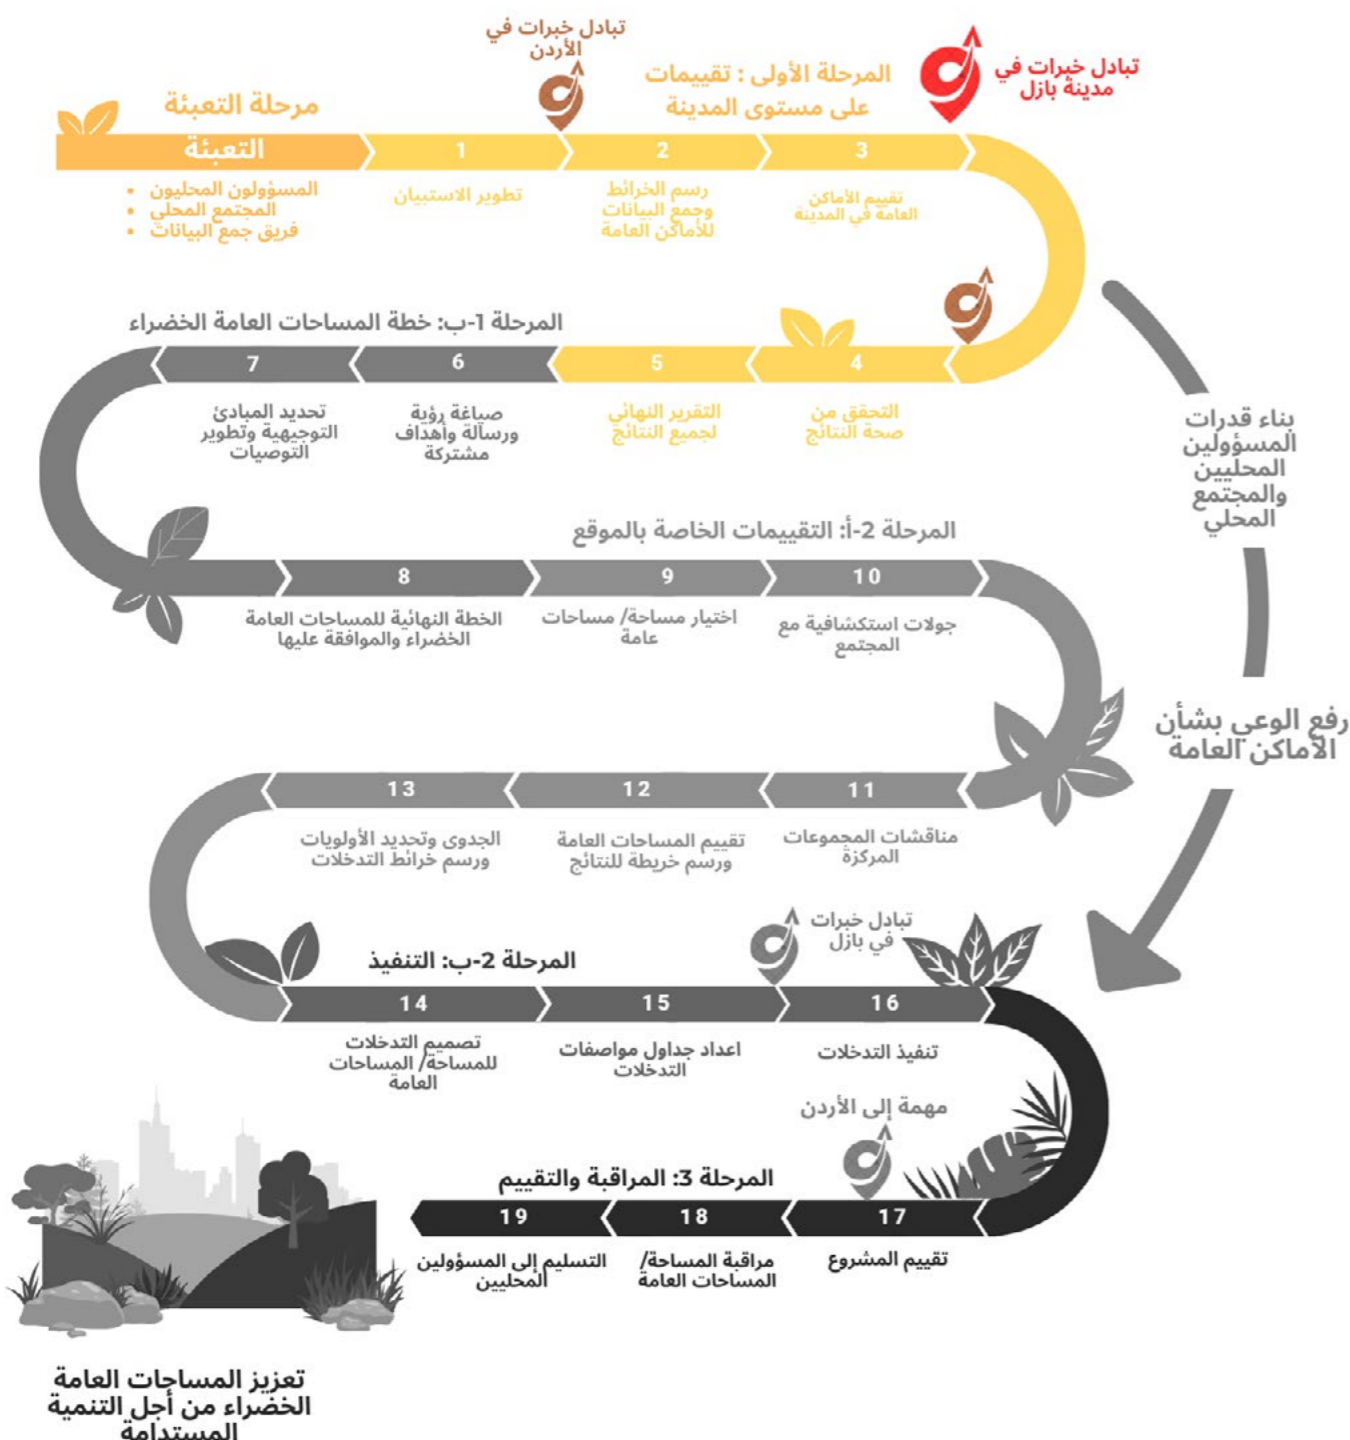 تبادل خبرات في
الأردن
المرحلة الأولى : تقييمات
على مستوى المدينة
تبادل خبرات في
مدينة بازل
مرحلة التعبئة
التعبئة
1
2
3
• المسؤولون المحليون
• المجتمع المحلي
• فريق جمع البيانات
تطوير الاستبيان
رسم الخرائط
وجمع البيانات
للأماكن العامة
تقييم الأماكن
العامة في المدينة
المرحلة 1-ب: خطة المساحات العامة الخضراء
4
5
6
7
التحقق من
صحة النتائج
التقرير النهائي
لجميع النتائج
صياغة رؤية
ورسالة وأهداف
مشتركة
تحديد المبادئ
التوجيهية وتطوير
التوصيات
بناء قدرات
المسؤولين
المحليين
والمجتمع
المحلي
المرحلة 2-أ: التقييمات الخاصة بالموقع
8
9
10
الخطة النهائية للمساحات العامة
الخضراء والموافقة عليها
اختيار مساحة/ مساحات
عامة
جولات استكشافية مع
المجتمع
رفع الوعي بشأن
الأماكن العامة
11
12
13
مناقشات المجموعات
المركزة
تقييم المساحات العامة
ورسم خريطة للنتائج
الجدوى وتحديد الأولويات
ورسم خرائط التدخلات
تبادل خبرات
في بازل
المرحلة 2-ب: التنفيذ
14
15
16
تصميم التدخلات
للمساحة/ المساحات
العامة
اعداد جداول مواصفات
التدخلات
تنفيذ التدخلات
مهمة إلى الأردن
المرحلة 3: المراقبة والتقييم
17
18
19
تقييم المشروع
مراقبة المساحة/
المساحات العامة
التسليم إلى المسؤولين
المحليين
تعزيز المساحات العامة
الخضراء من أجل التنمية
المستدامة